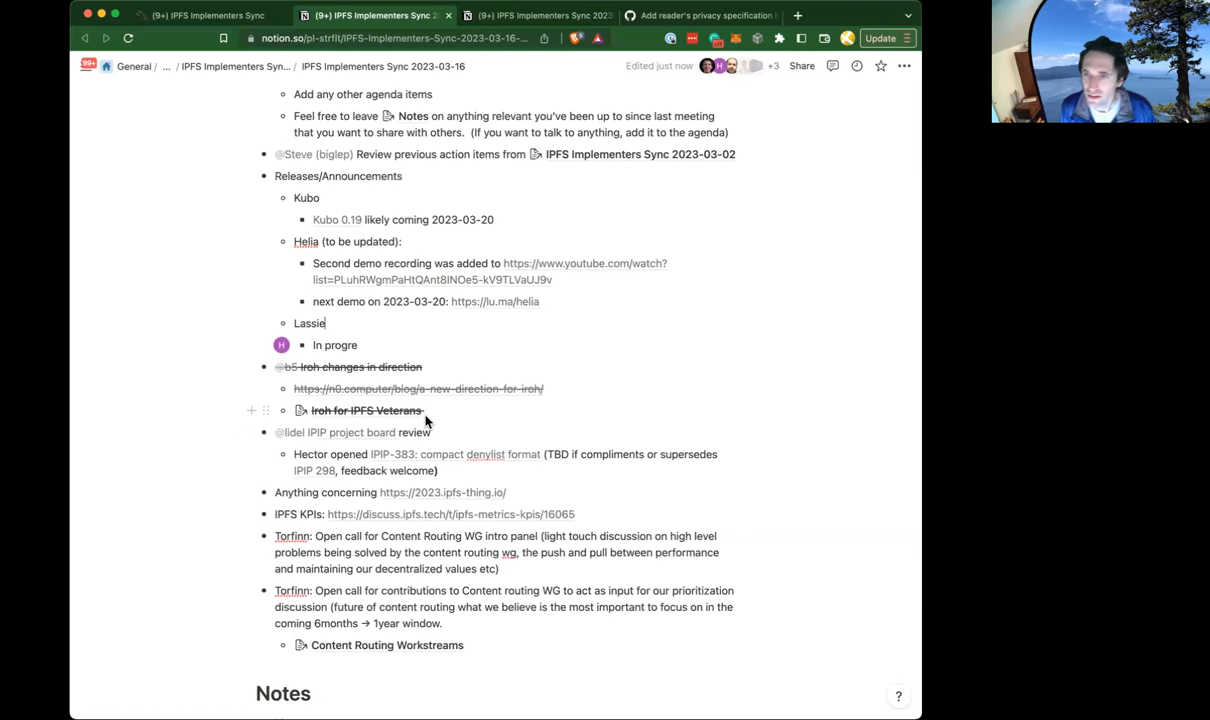 (9+) IPFS Implementers Sync
(9+) IPFS Implementers Sync 2
(9+) IPFS Implementers Sync 2023
Add reader's privacy specification b
notion.so/pl-strflt/IPFS-Implementers-Sync-2023-03-16-...
Update
99+
General / ... / IPFS Implementers Syn... / IPFS Implementers Sync 2023-03-16
Edited just now
H
+3
Share
Add any other agenda items
Feel free to leave Notes on anything relevant you've been up to since last meeting
that you want to share with others. (If you want to talk to anything, add it to the agenda)
@Steve (biglep) Review previous action items from IPFS Implementers Sync 2023-03-02
Releases/Announcements
Kubo
Kubo 0.19 likely coming 2023-03-20
Helia (to be updated):
Second demo recording was added to https://www.youtube.com/watch?
list=PLuhRWgmPaHtQAnt8INOe5-kV9TLVaUJ9v
next demo on 2023-03-20: https://lu.ma/helia
Lassie
H
In progre
@b5 Iroh changes in direction
https://n0.computer/blog/a-new-direction-for-iroh/
Iroh for IPFS Veterans
@lidel IPIP project board review
Hector opened IPIP-383: compact denylist format (TBD if compliments or supersedes
IPIP 298, feedback welcome)
Anything concerning https://2023.ipfs-thing.io/
IPFS KPIs: https://discuss.ipfs.tech/t/ipfs-metrics-kpis/16065
Torfinn: Open call for Content Routing WG intro panel (light touch discussion on high level
problems being solved by the content routing wg, the push and pull between performance
and maintaining our decentralized values etc)
Torfinn: Open call for contributions to Content routing WG to act as input for our prioritization
discussion (future of content routing what we believe is the most important to focus on in the
coming 6months → 1year window.
Content Routing Workstreams
Notes
?